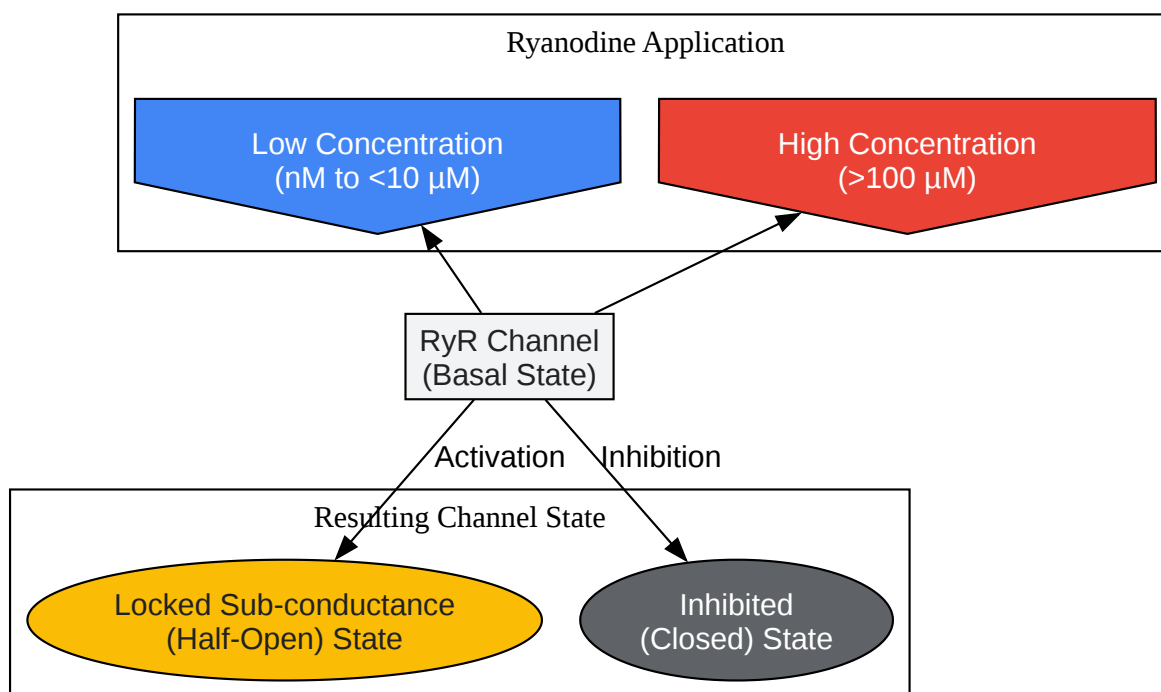 Ryanodine Application
Low Concentration
(nM to <10 µM)
High Concentration
(>100 µM)
RyR Channel
(Basal State)
Activation
Inhibition
Resulting Channel State
Locked Sub-conductance
(Half-Open) State
Inhibited
(Closed) State